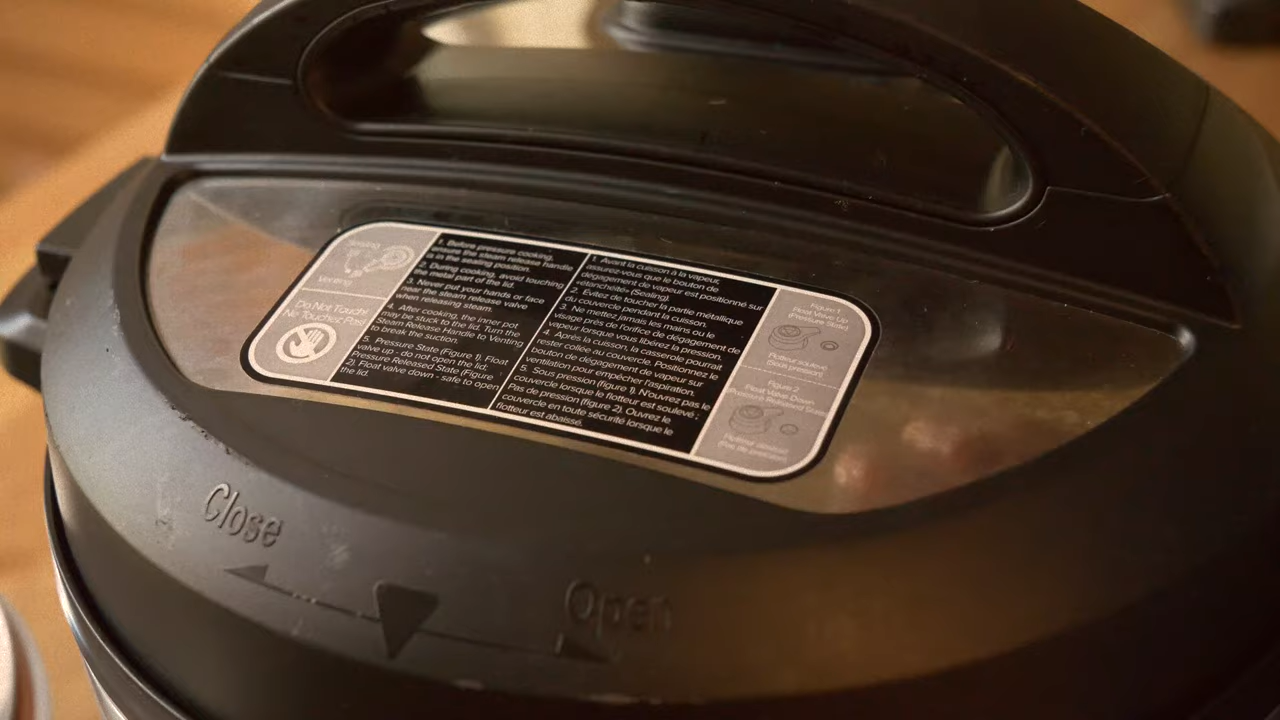 Sealing
Venting
Do Not Touch!
Ne Touchez Pas!
1. Before pressure cooking,
ensure the steam release handle
is in the sealing position.
2. During cooking, avoid touching
the metal part of the lid.
3. Never put your hands or face
near the steam release valve
when releasing steam.
4. After cooking, the inner pot
may be stuck to the lid. Turn the
Steam Release Handle to Venting
to break the suction.
5. Pressure State (Figure 1). Float
valve up - do not open the lid;
Pressure Released State (Figure
2). Float valve down - safe to open
the lid.
1. Avant la cuisson à la vapeur,
assurez-vous que le bouton de
dégagement de vapeur est positionné sur
«étanchéité» (Sealing).
2. Évitez de toucher la partie métallique
du couvercle pendant la cuisson.
3. Ne mettez jamais les mains ou le
visage près de l'orifice de dégagement de
vapeur lorsque vous libérez la pression.
4. Après la cuisson, la casserole pourrait
rester collée au couvercle. Positionnez le
bouton de dégagement de vapeur sur
ventilation pour empêcher l'aspiration.
5. Sous pression (figure 1). N'ouvrez pas le
couvercle lorsque le flotteur est soulevé ;
Pas de pression (figure 2). Ouvrez le
couvercle en toute sécurité lorsque le
flotteur est abaissé.
Figure 1
Float Valve Up
(Pressure State)
Flotteur soulevé
(Sous pression)
Figure 2
Float Valve Down
(Pressure Released State)
Flotteur abaissé
(Pas de pression)
Close
Open